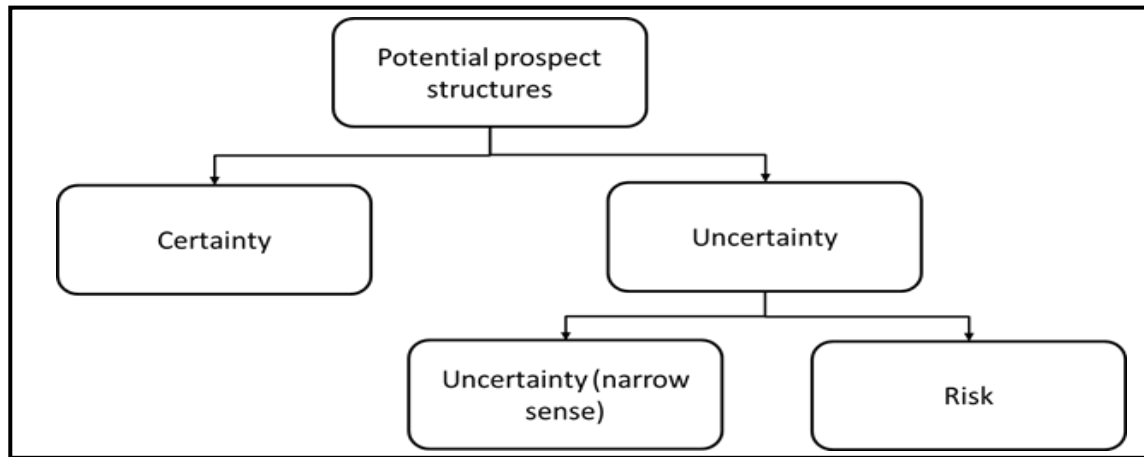 Potential prospect
structures
Certainty
Uncertainty
Uncertainty (narrow
sense)
Risk